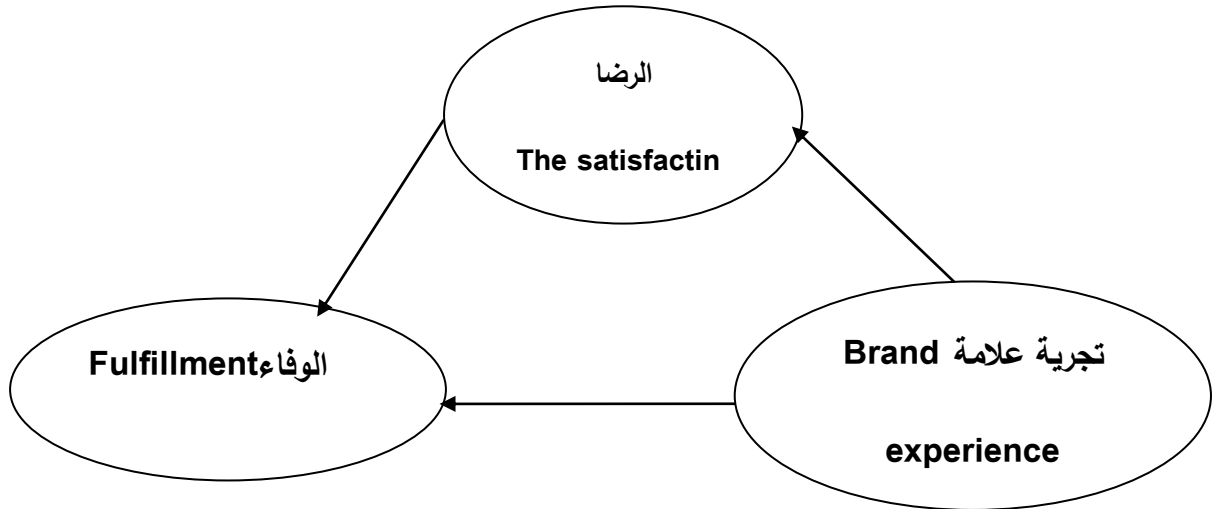 الرضا
The satisfactin
الوفاءFulfillment
تجرية علامة Brand
experience